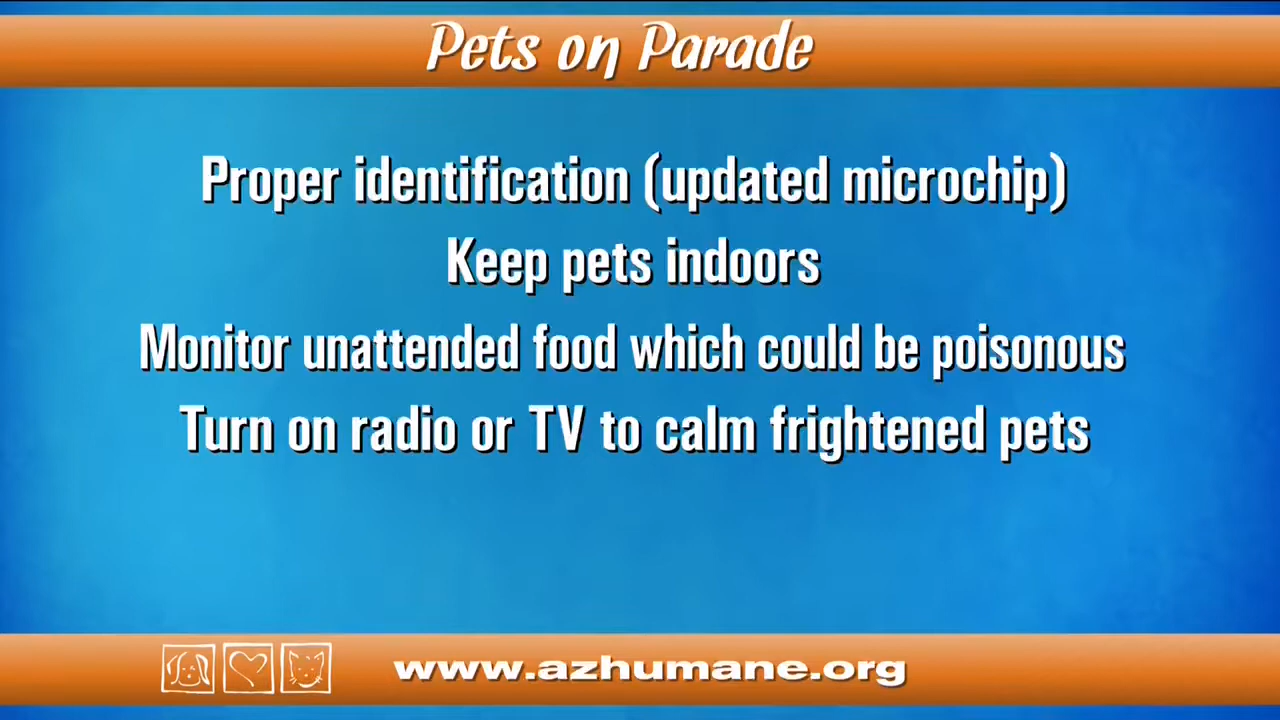 Pets on Parade
Proper identification (updated microchip)
Keep pets indoors
Monitor unattended food which could be poisonous
Turn on radio or TV to calm frightened pets
www.azhumane.org